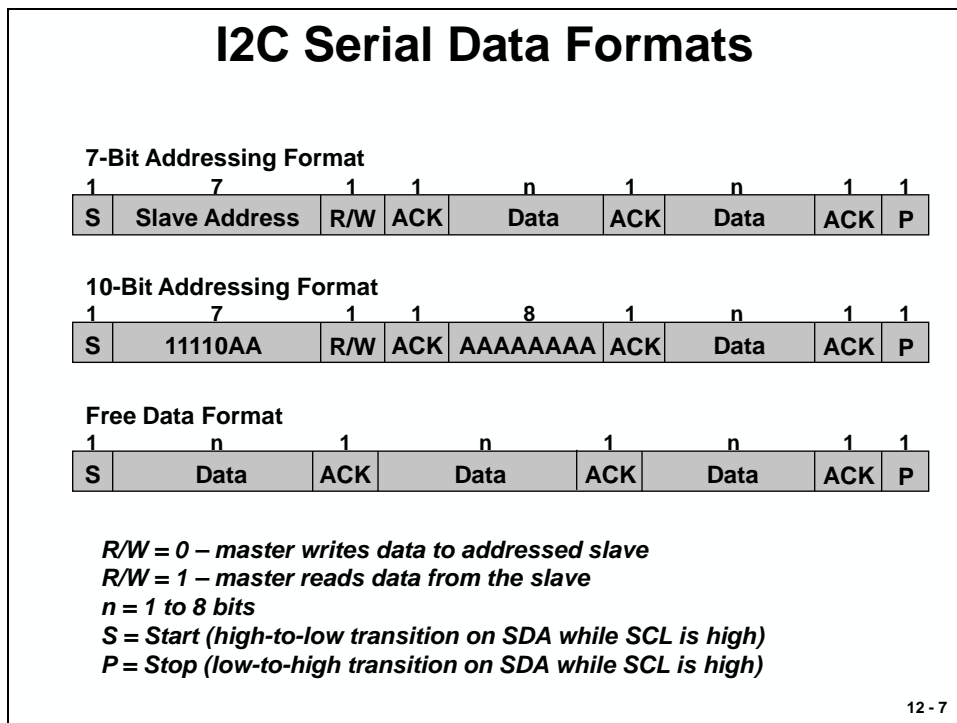 I2C Serial Data Formats
7-Bit Addressing Format
1 7 1 1 n 1 n 1 1
S Slave Address R/W ACK Data ACK Data ACK P
10-Bit Addressing Format
1 7 1 1 8 1 n 1 1
S 11110AA R/W ACK AAAAAAAA ACK Data ACK P
Free Data Format
1 n 1 n 1 n 1 1
S Data ACK Data ACK Data ACK P
R/W = 0 – master writes data to addressed slave
R/W = 1 – master reads data from the slave
n = 1 to 8 bits
S = Start (high-to-low transition on SDA while SCL is high)
P = Stop (low-to-high transition on SDA while SCL is high)
12 - 7